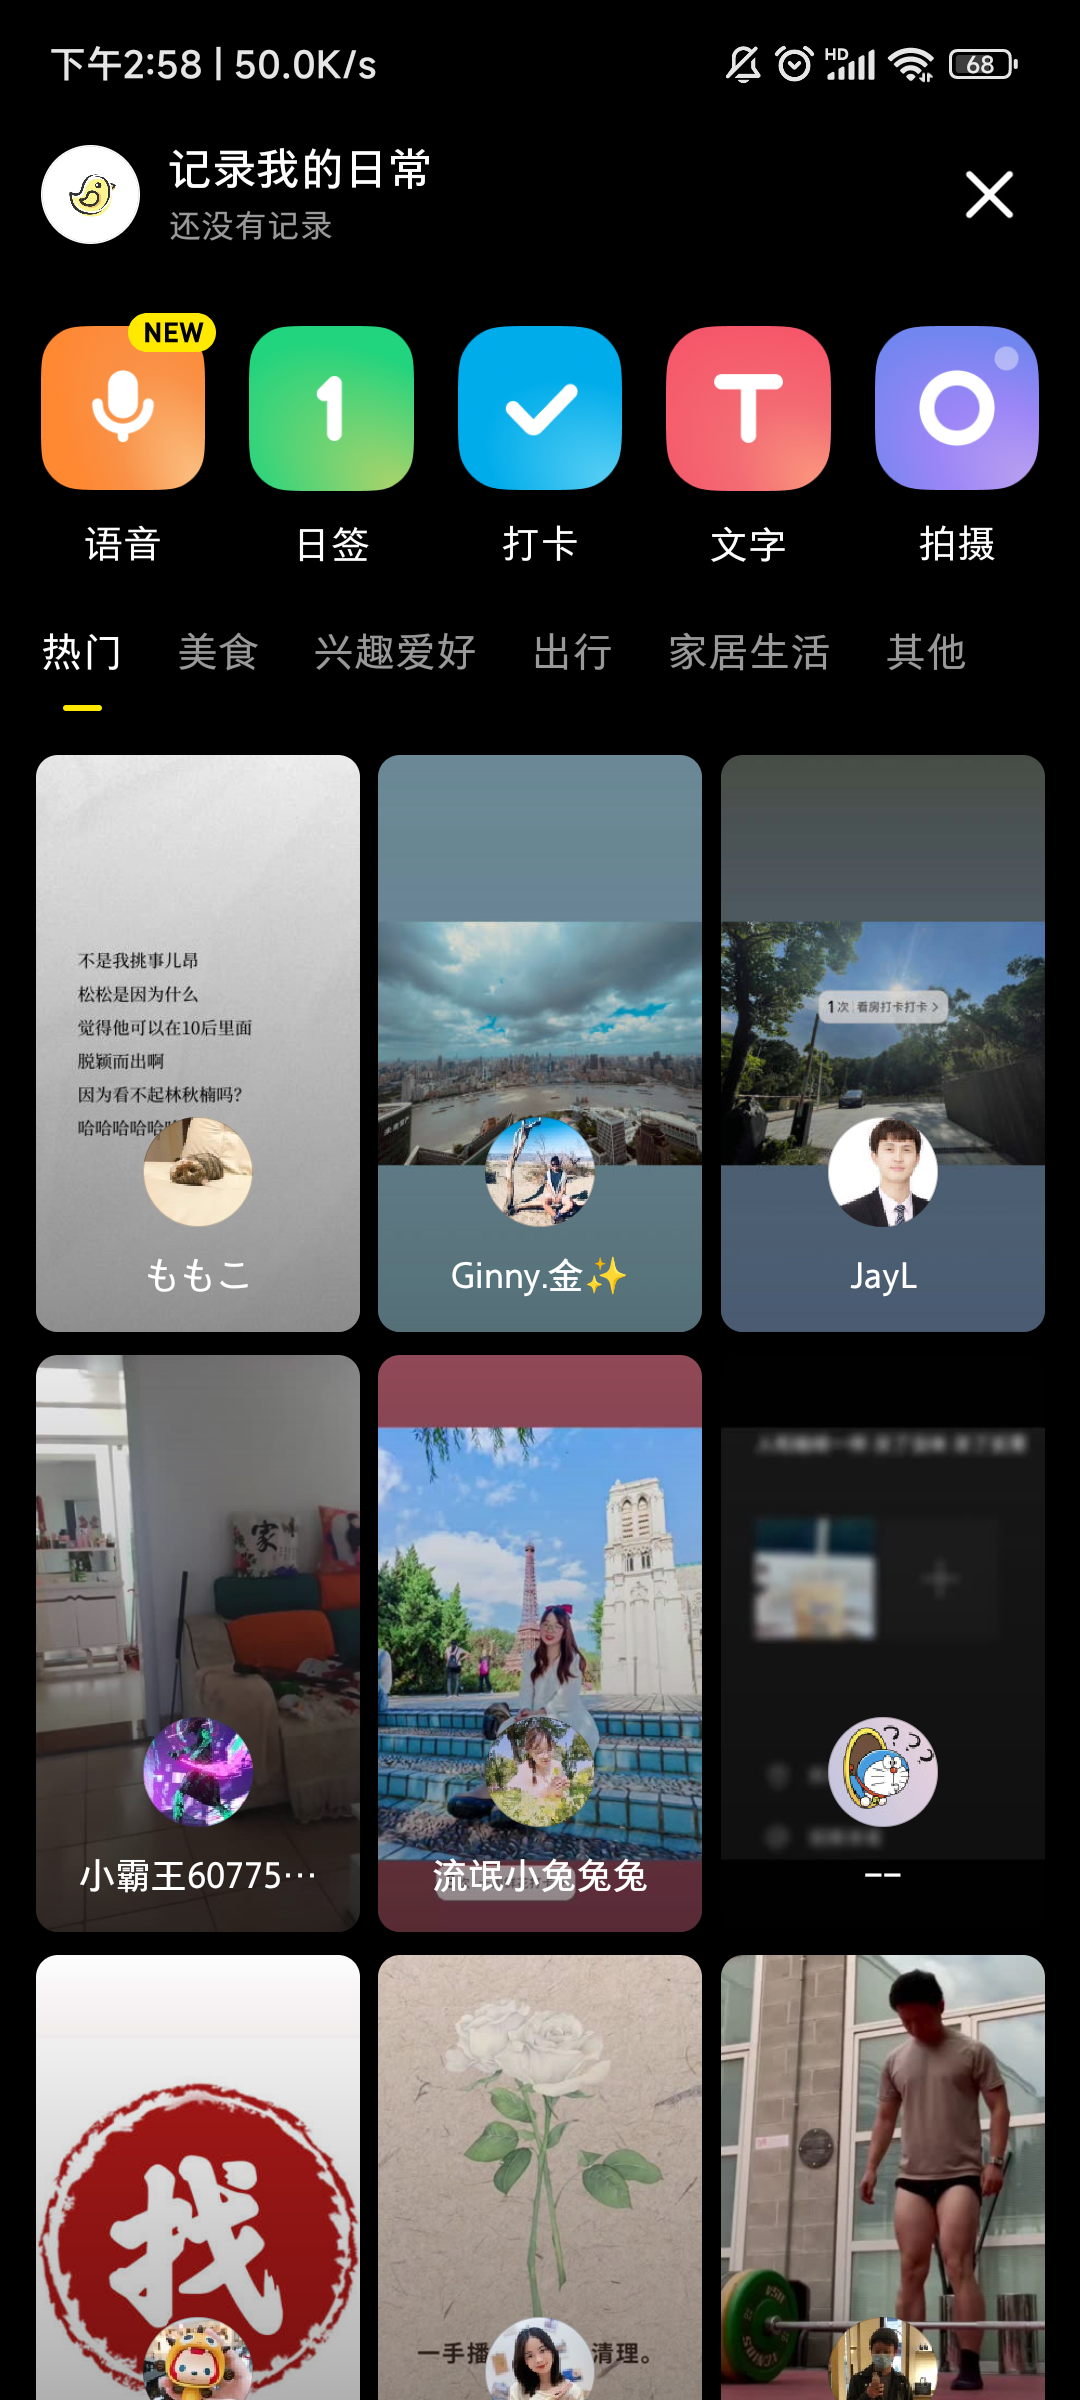 下午2:58 | 50.0K/s
HD
68
记录我的日常
还没有记录
NEW
1
T
语音
日签
打卡
文字
拍摄
热门
美食
兴趣爱好
出行
家居生活
其他
不是我挑事儿昂
松松是因为什么
觉得他可以在10后里面
脱颖而出啊
因为看不起林秋楠吗?
哈哈哈哈哈
ももこ
Ginny.金✨
1次 看房打卡打卡 >
JayL
家
小霸王60775…
流氓小兔兔兔
???
——
找
一手播
清理。